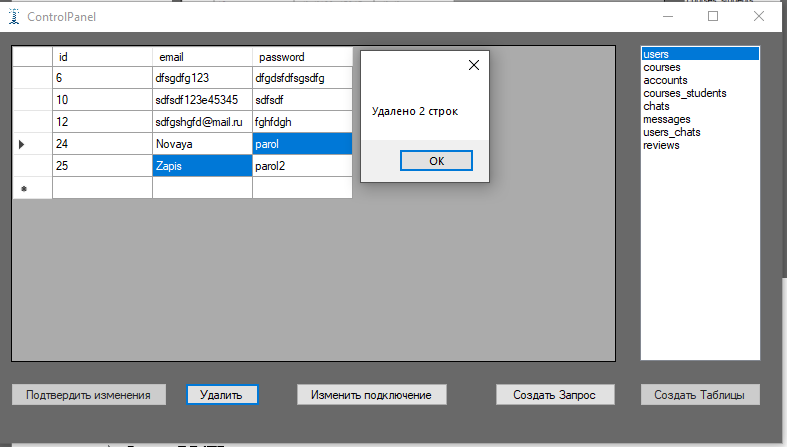 ControlPanel
id email password
6 dfsgdfg123 dfgdsfdfsgsdfg
10 sdfsdf123e45345 sdfsdf
12 sdfgshgfd@mail.ru fghfdgh
24 Novaya parol
25 Zapis parol2
Удалено 2 строк
OK
users
courses
accounts
courses_students
chats
messages
users_chats
reviews
Подтвердить изменения Удалить Изменить подключение Создать Запрос Создать Таблицы